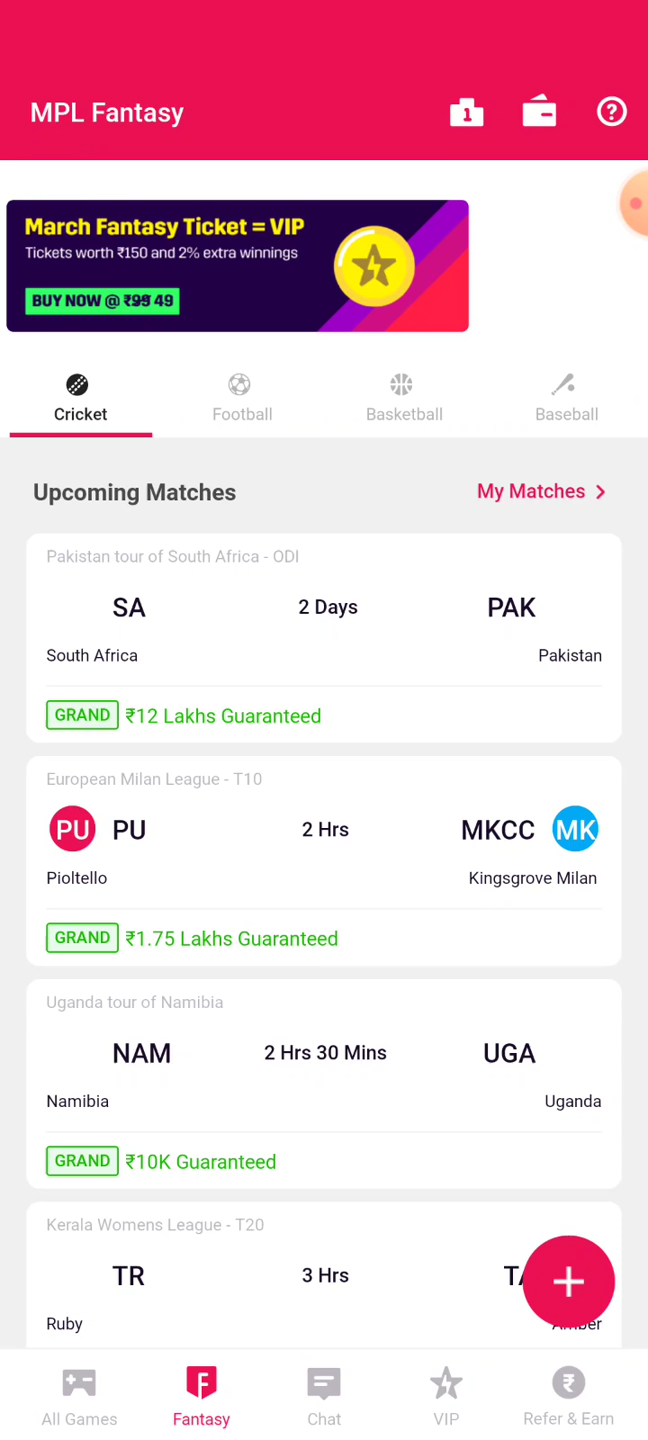 MPL Fantasy
1
March Fantasy Ticket = VIP
Tickets worth ₹150 and 2% extra winnings
BUY NOW @ ₹99 49
Cricket Football Basketball Baseball
Upcoming Matches My Matches
Pakistan tour of South Africa - ODI
SA 2 Days PAK
South Africa Pakistan
GRAND ₹12 Lakhs Guaranteed
European Milan League - T10
PU PU 2 Hrs MKCC MK
Pioltello Kingsgrove Milan
GRAND ₹1.75 Lakhs Guaranteed
Uganda tour of Namibia
NAM 2 Hrs 30 Mins UGA
Namibia Uganda
GRAND ₹10K Guaranteed
Kerala Womens League - T20
TR 3 Hrs
Ruby Amber
All Games Fantasy Chat VIP Refer & Earn